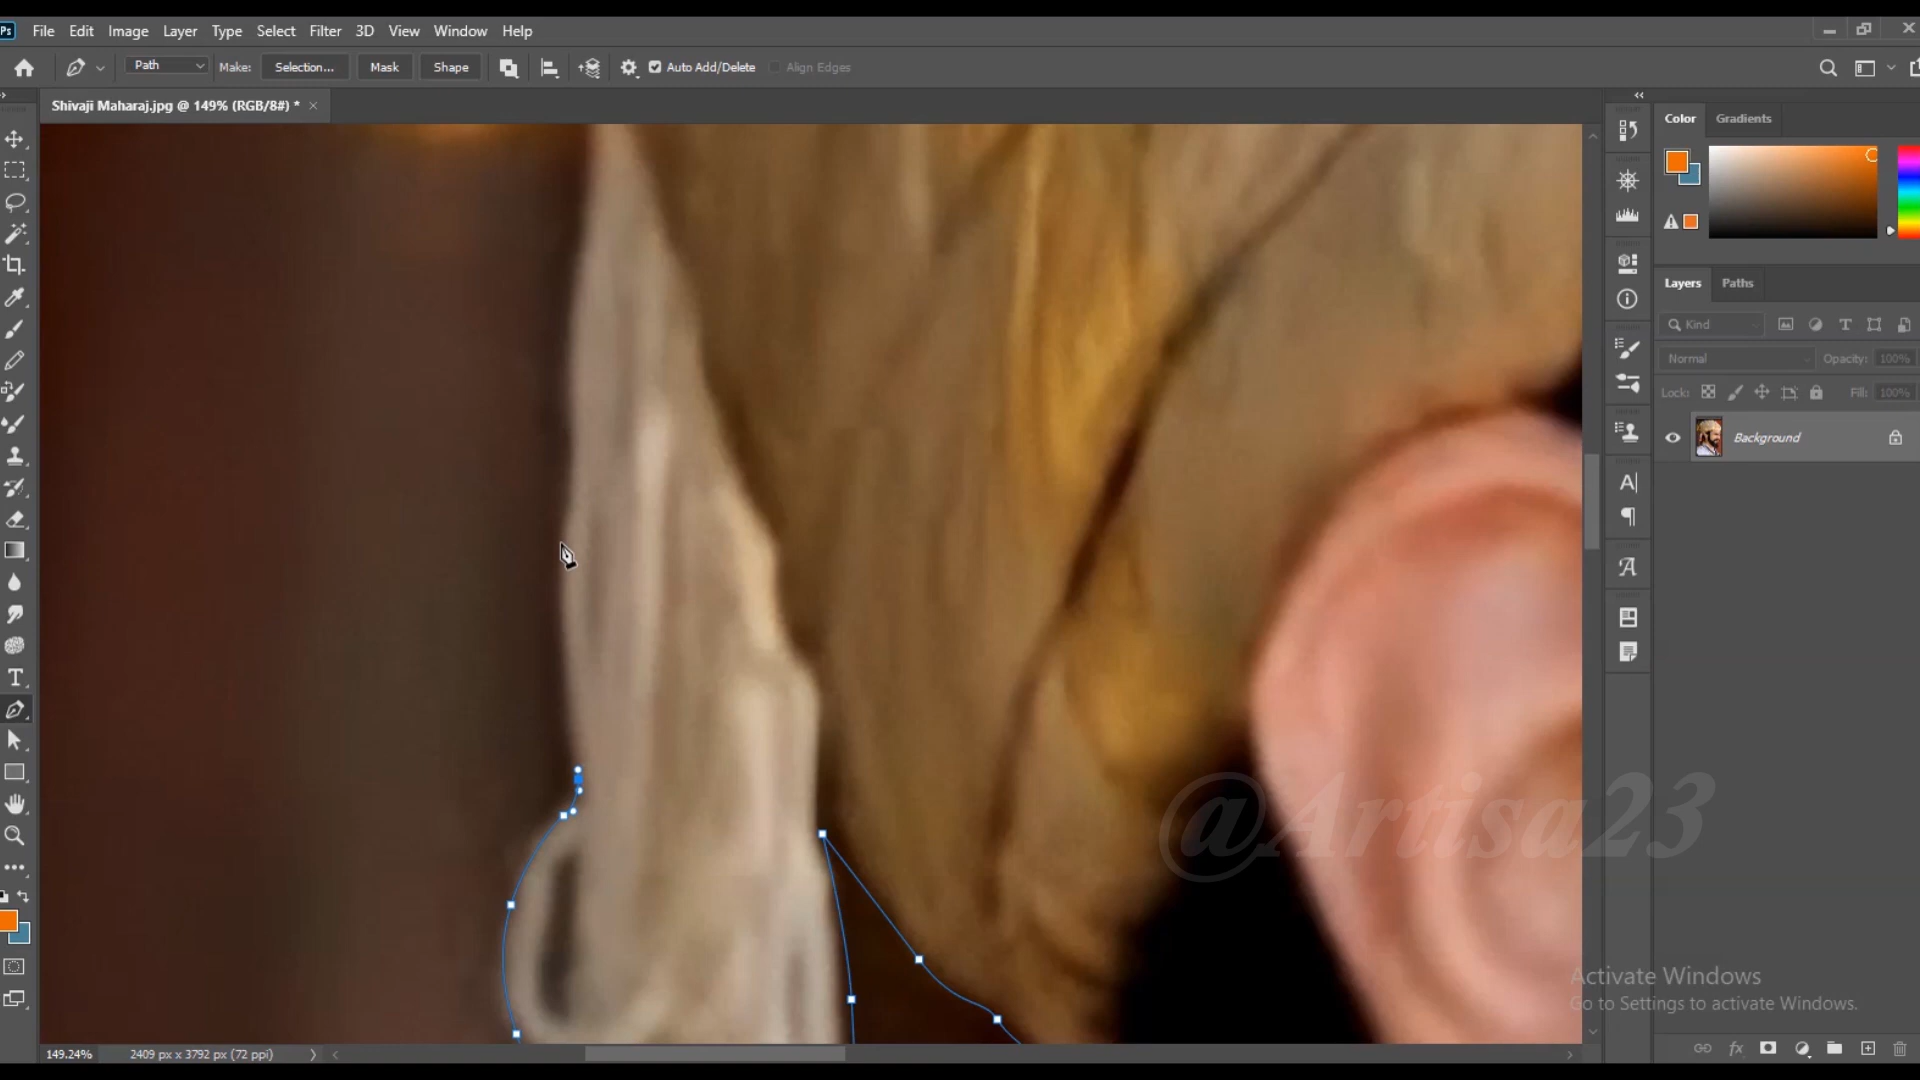 Ps File Edit Image Layer Type Select Filter 3D View Window Help
Path Make: Selection... Mask Shape Auto Add/Delete Align Edges
Shivaji Maharaj.jpg @ 149% (RGB/8#) *
Color Gradients
Layers Paths
Kind
Normal Opacity: 100%
Lock: Fill: 100%
Background
@Artisa23
Activate Windows
Go to Settings to activate Windows.
149.24% 2409 px x 3792 px (72 ppi)